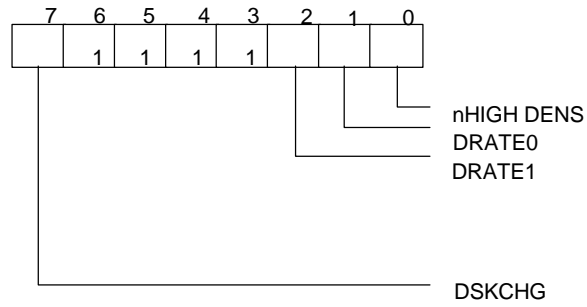 7 6 5 4 3 2 1 0
1 1 1 1
nHIGH DENS
DRATE0
DRATE1
DSKCHG